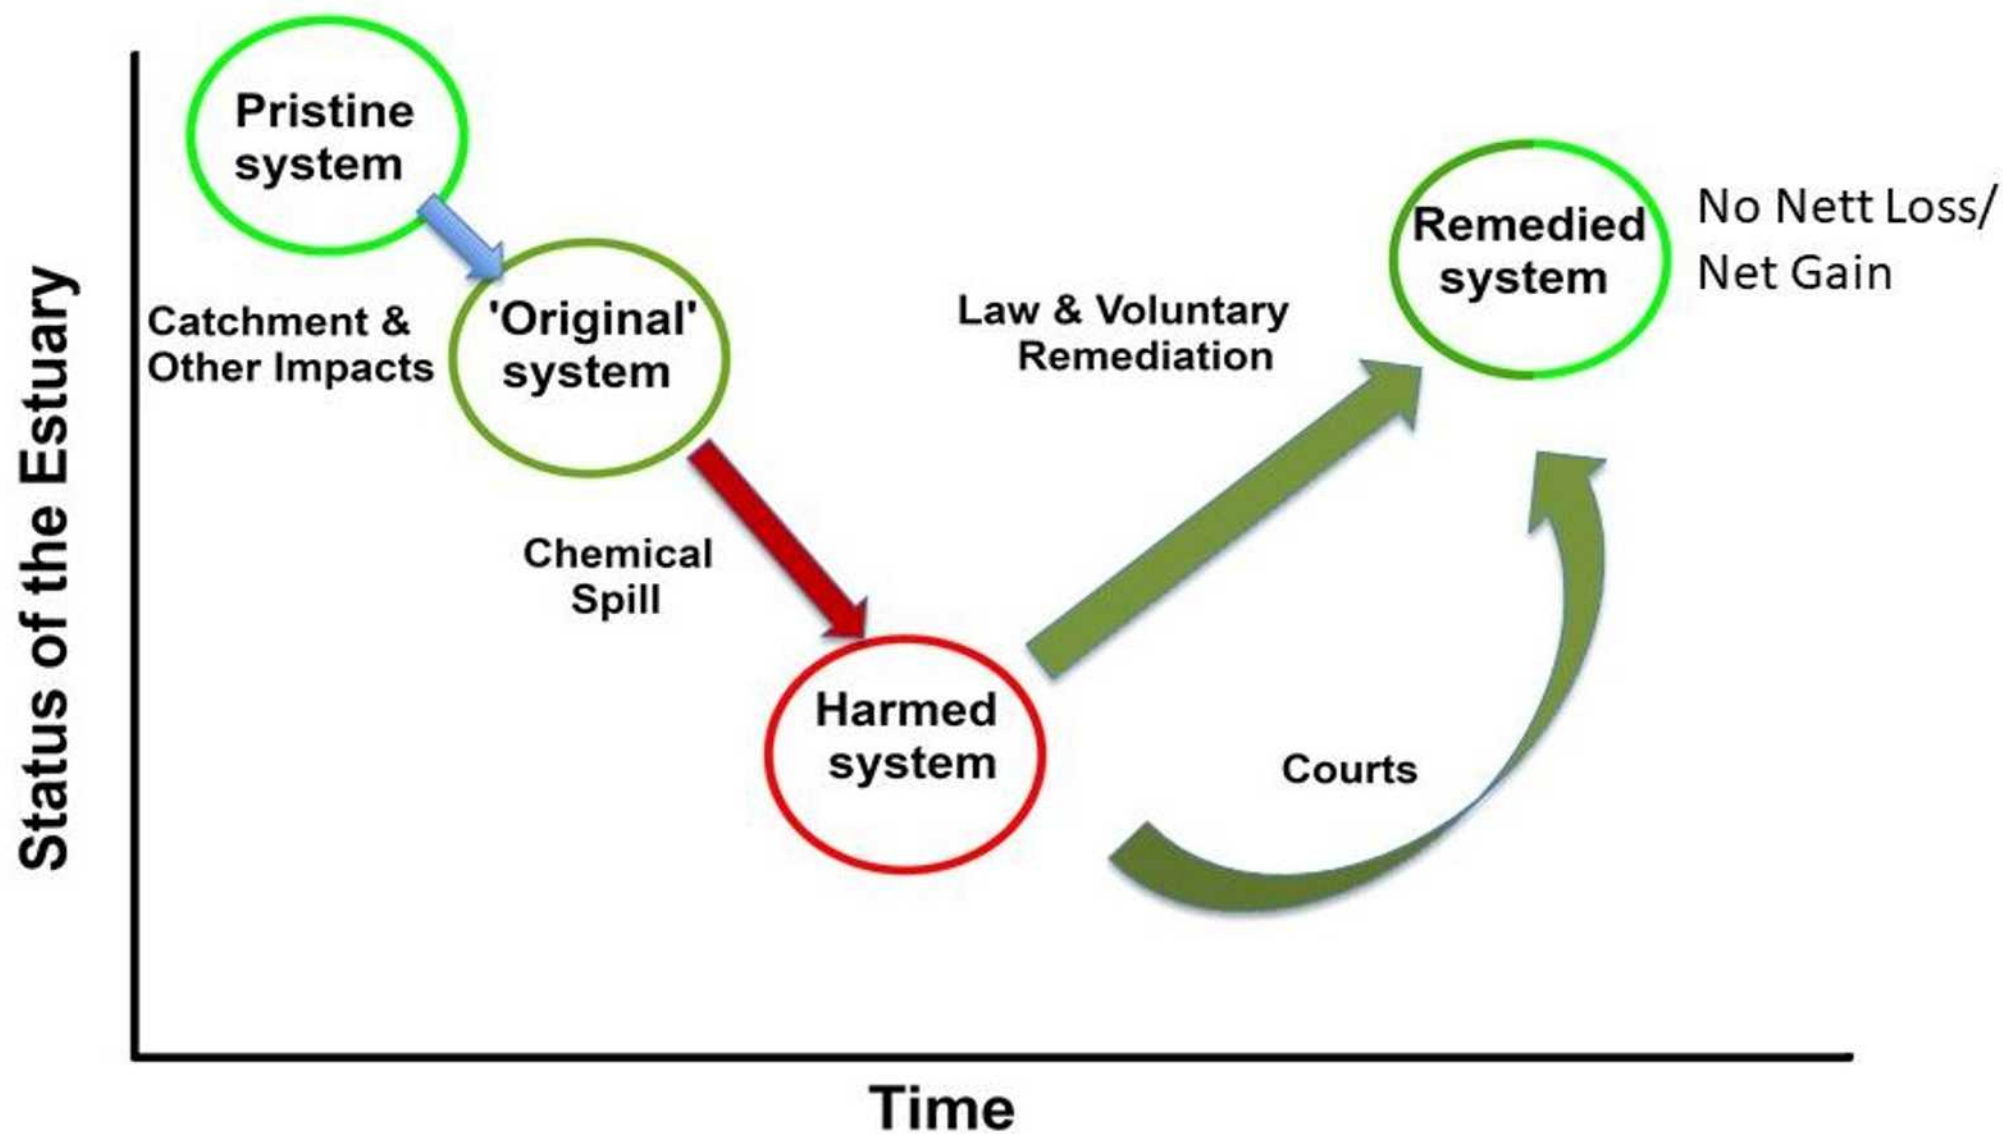 Pristine
system
Catchment &
Other Impacts
'Original'
system
Chemical
Spill
Harmed
system
Law & Voluntary
Remediation
Courts
Remedied
system
No Nett Loss/
Net Gain
Status of the Estuary
Time